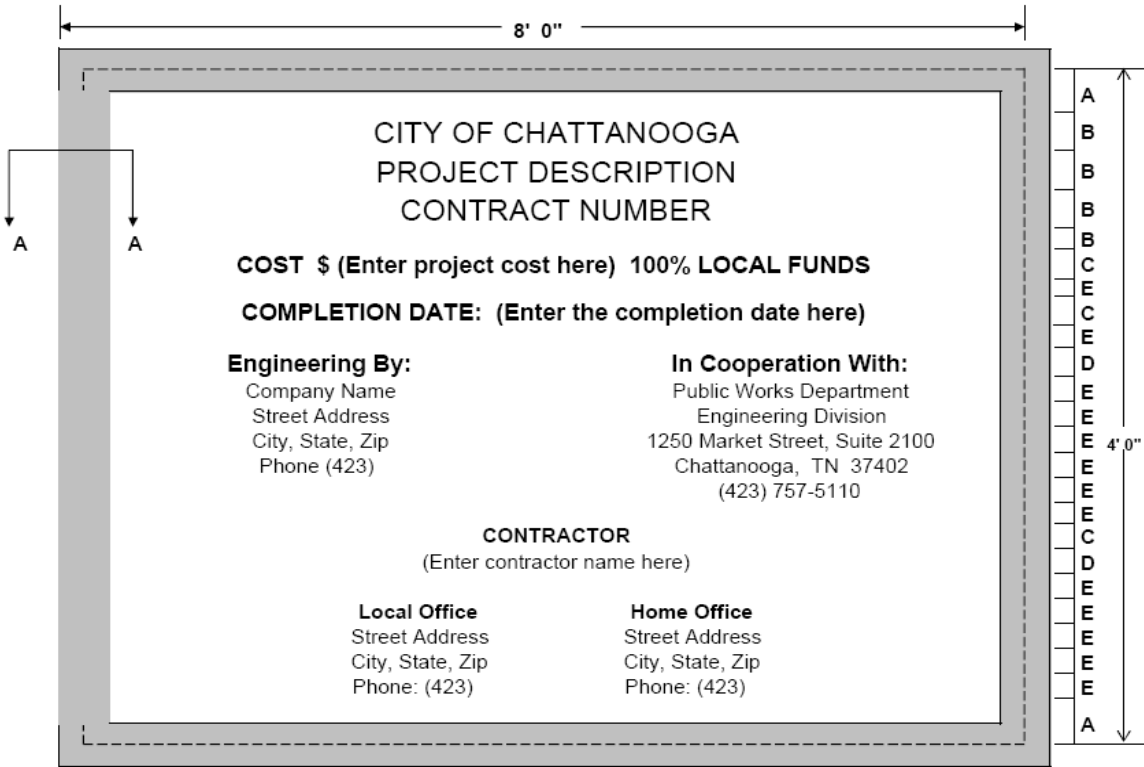 8' 0"
CITY OF CHATTANOOGA
PROJECT DESCRIPTION
CONTRACT NUMBER
A A
COST $ (Enter project cost here) 100% LOCAL FUNDS
COMPLETION DATE: (Enter the completion date here)
Engineering By:
Company Name
Street Address
City, State, Zip
Phone (423)
In Cooperation With:
Public Works Department
Engineering Division
1250 Market Street, Suite 2100
Chattanooga, TN 37402
(423) 757-5110
CONTRACTOR
(Enter contractor name here)
Local Office
Street Address
City, State, Zip
Phone: (423)
Home Office
Street Address
City, State, Zip
Phone: (423)
A
B
B
B
B
C
E
C
E
D
E
E
E
E
E
E
C
D
E
E
E
E
E
A
4' 0"